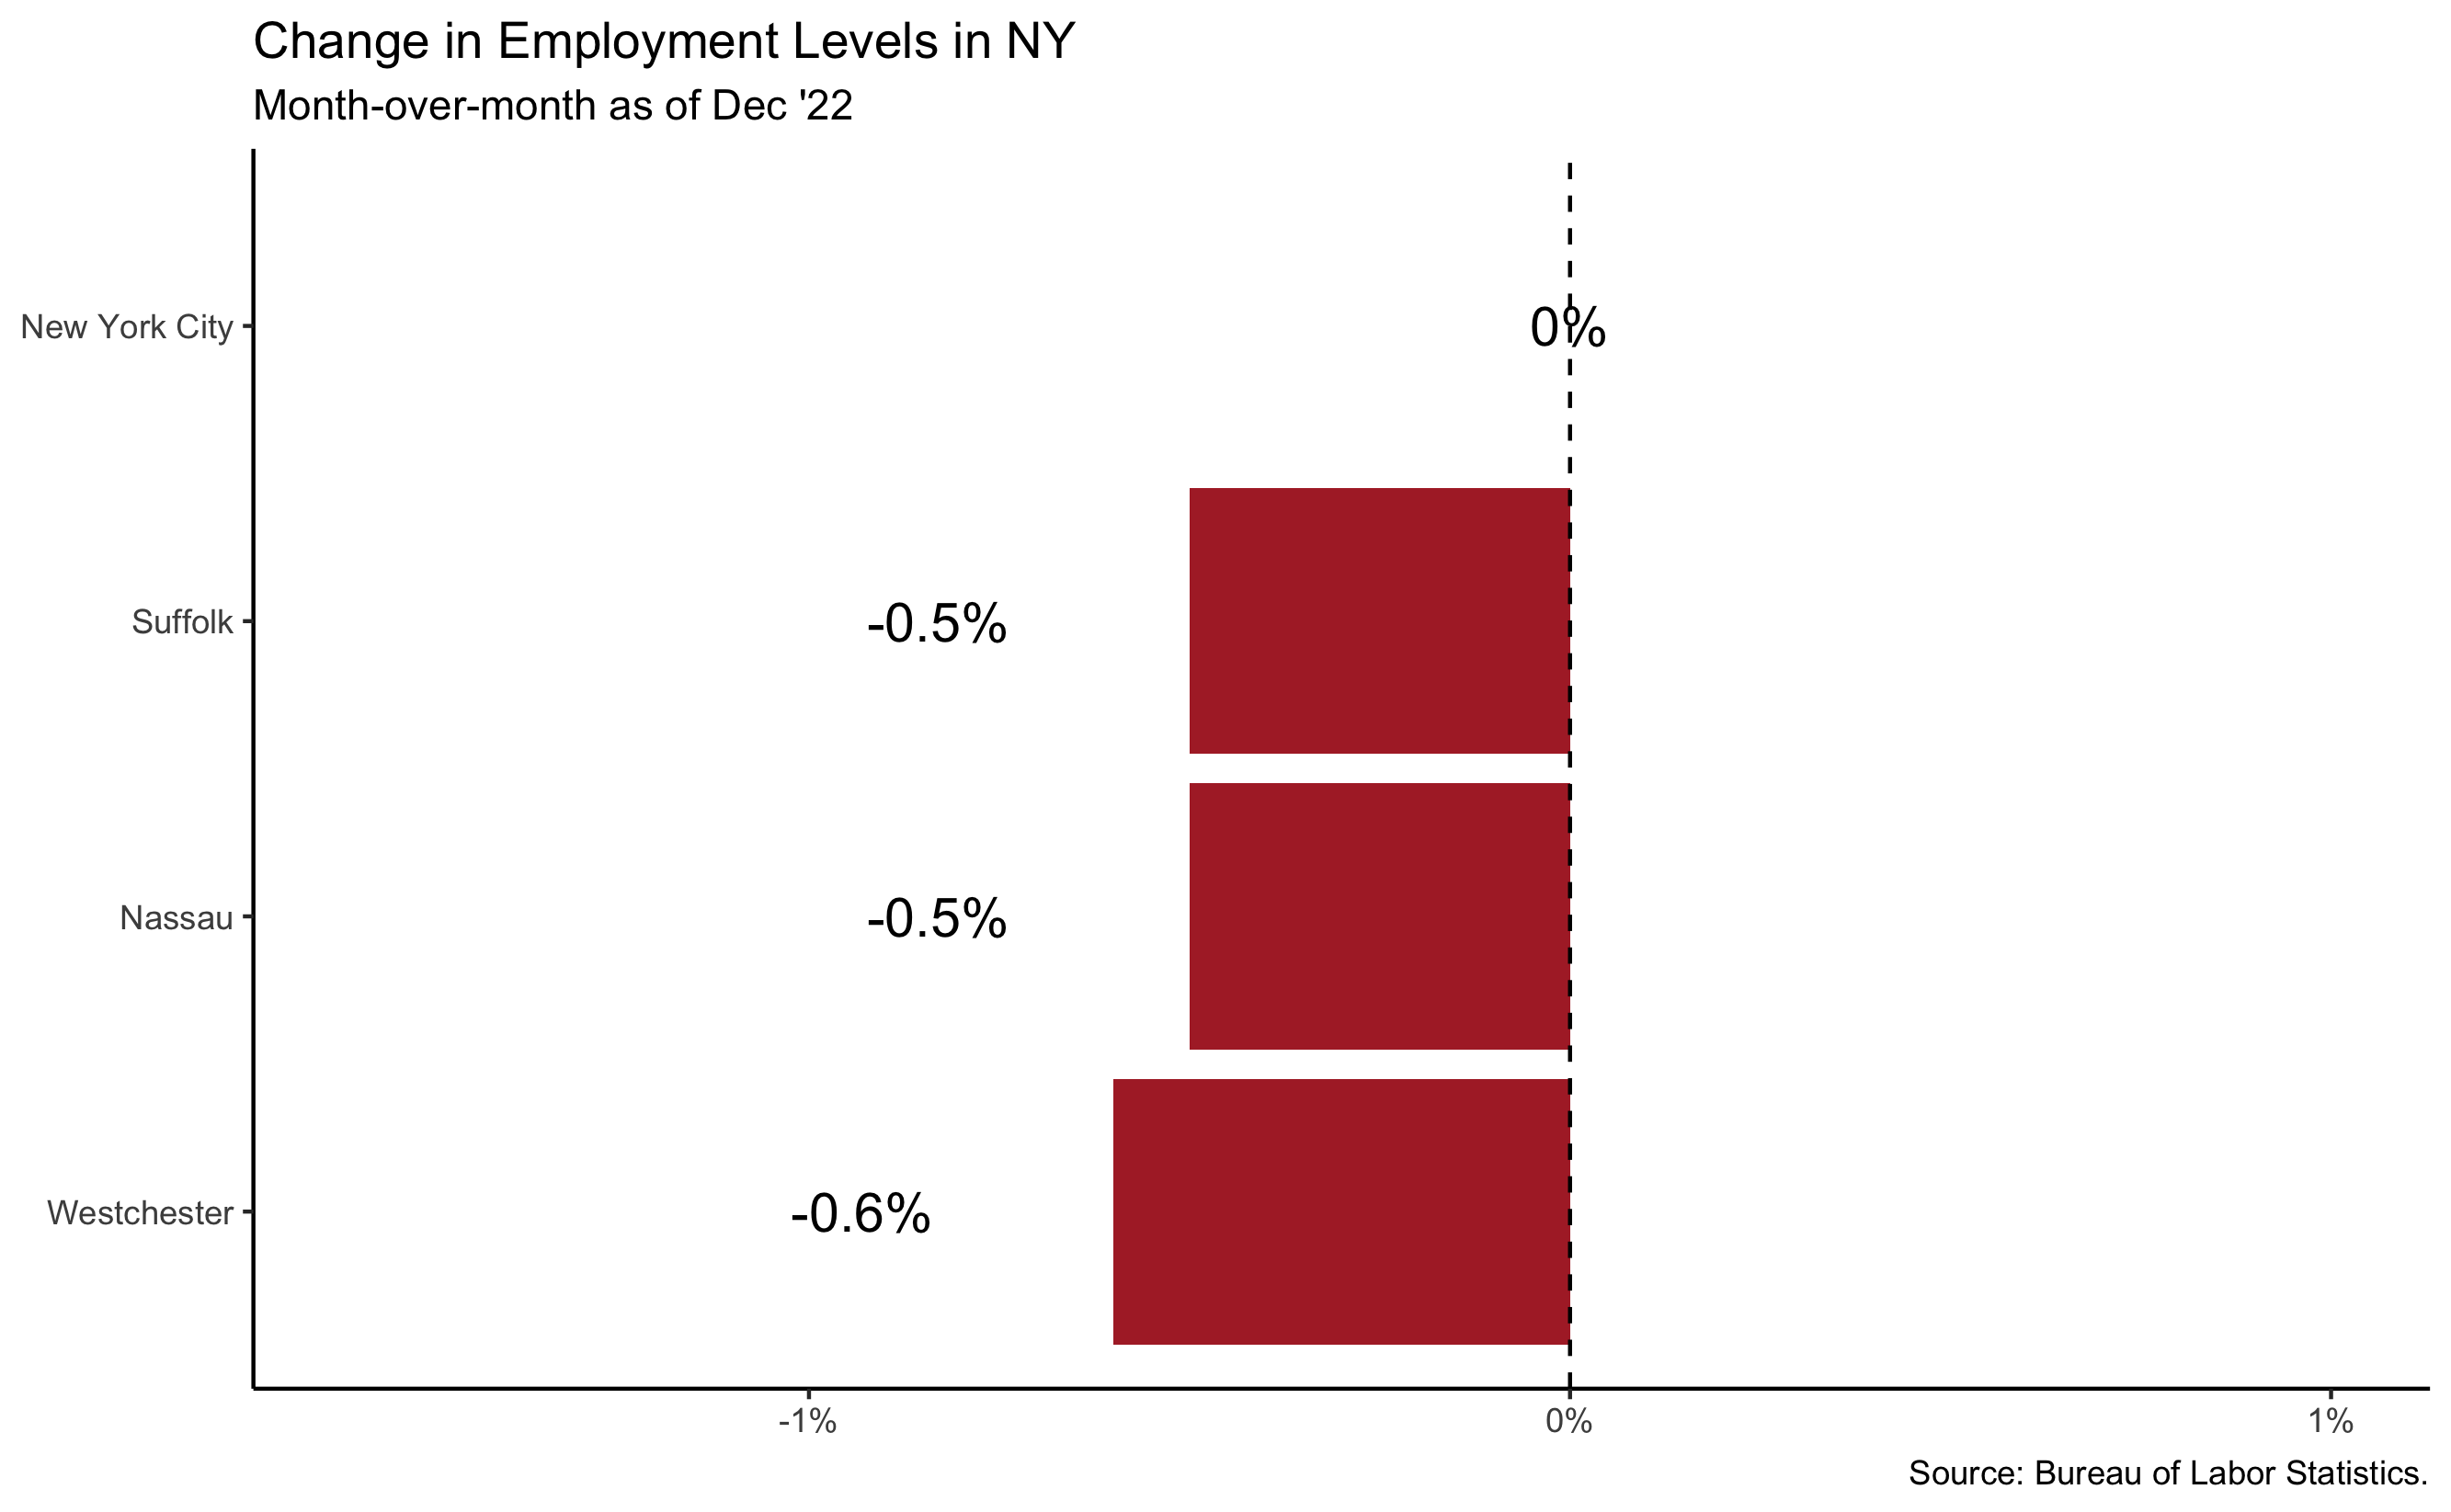 Change in Employment Levels in NY
Month-over-month as of Dec '22
New York City
0%
Suffolk
-0.5%
Nassau
-0.5%
Westchester
-0.6%
-1%
0%
1%
Source: Bureau of Labor Statistics.